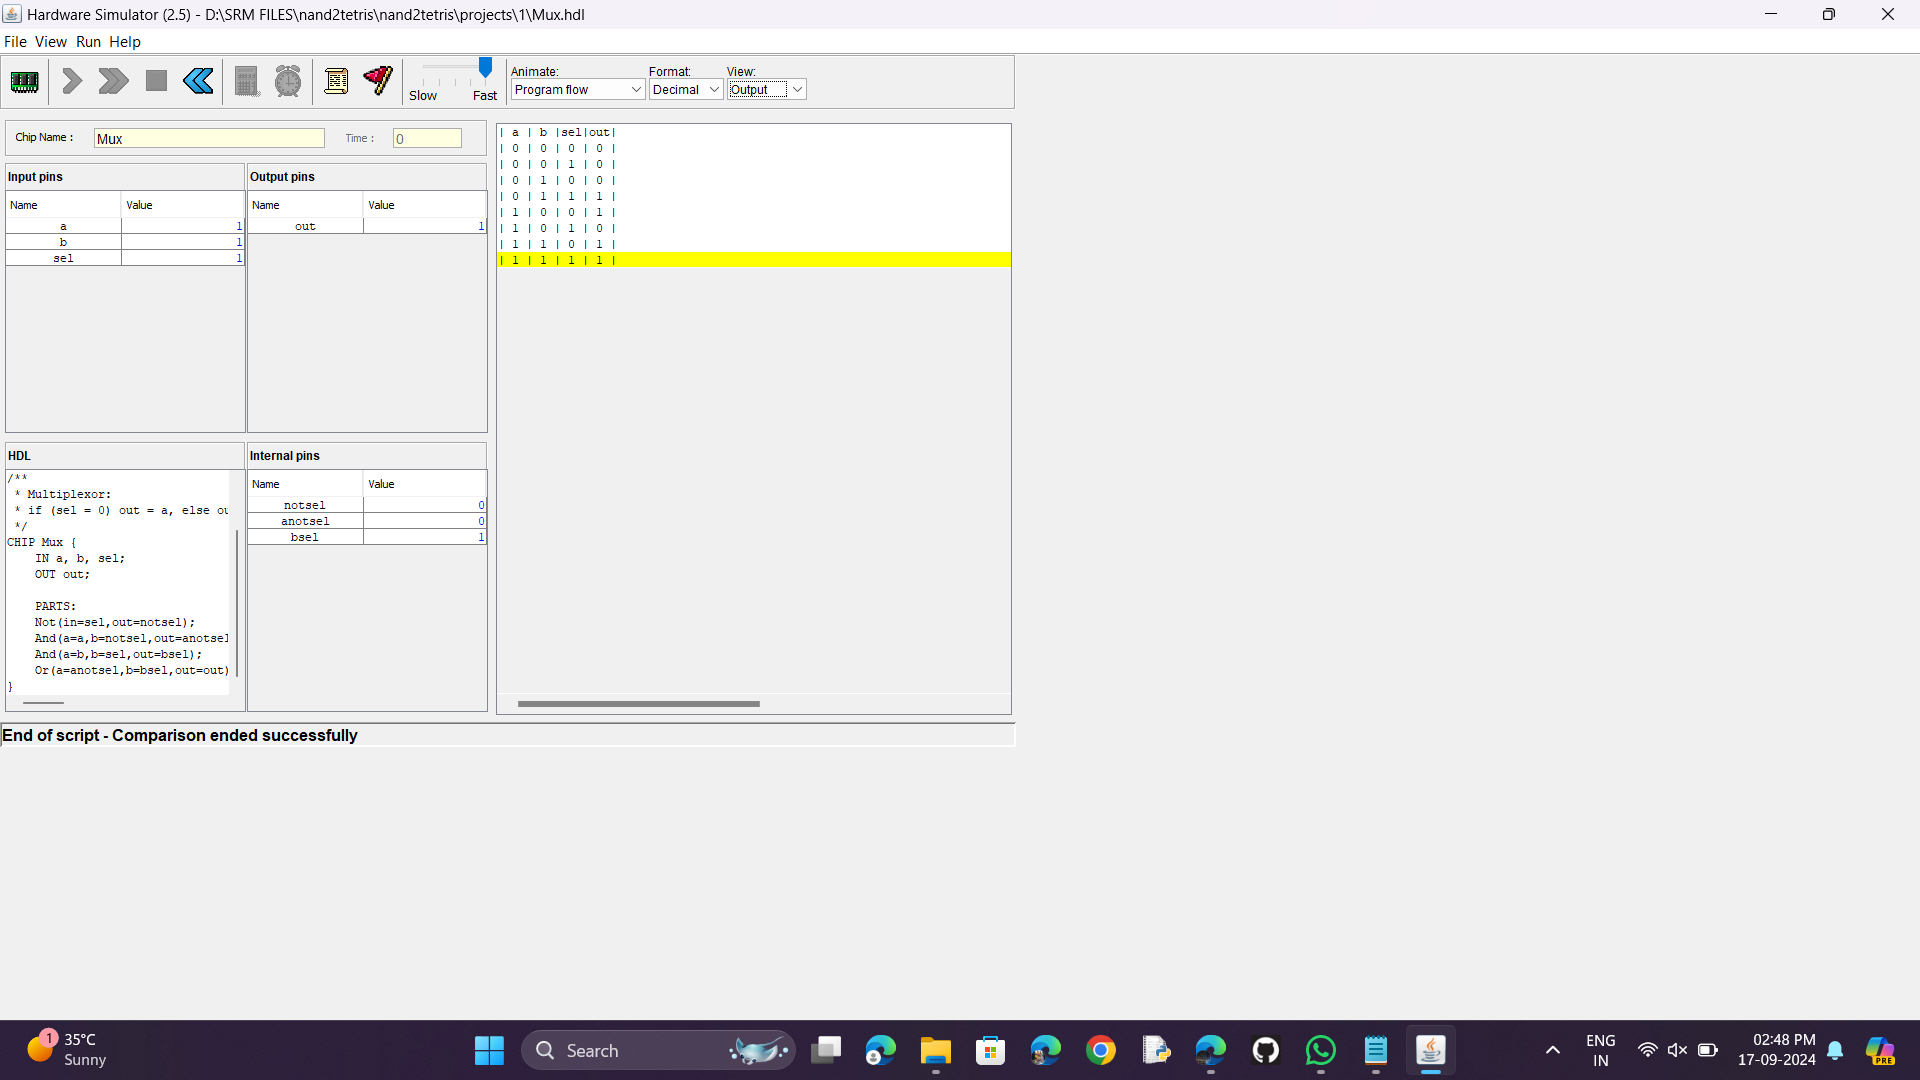 Hardware Simulator (2.5) - D:\SRM FILES\nand2tetris\nand2tetris\projects\1\Mux.hdl
File View Run Help
Slow Fast
Animate: Format: View:
Program flow Decimal Output
Chip Name : Mux Time : 0
Input pins
Name Value
a 1
b 1
sel 1
Output pins
Name Value
out 1
HDL
/**
* Multiplexor:
* if (sel = 0) out = a, else ou
*/
CHIP Mux {
IN a, b, sel;
OUT out;
PARTS:
Not(in=sel,out=notsel);
And(a=a,b=notsel,out=anotsel
And(a=b,b=sel,out=bsel);
Or(a=anotsel,b=bsel,out=out)
}
Internal pins
Name Value
notsel 0
anotsel 0
bsel 1
| a | b |sel|out|
| 0 | 0 | 0 | 0 |
| 0 | 0 | 1 | 0 |
| 0 | 1 | 0 | 0 |
| 0 | 1 | 1 | 1 |
| 1 | 0 | 0 | 1 |
| 1 | 0 | 1 | 0 |
| 1 | 1 | 0 | 1 |
| 1 | 1 | 1 | 1 |
End of script - Comparison ended successfully
1
35°C
Sunny
Search
ENG
IN
02:48 PM
17-09-2024
PRE